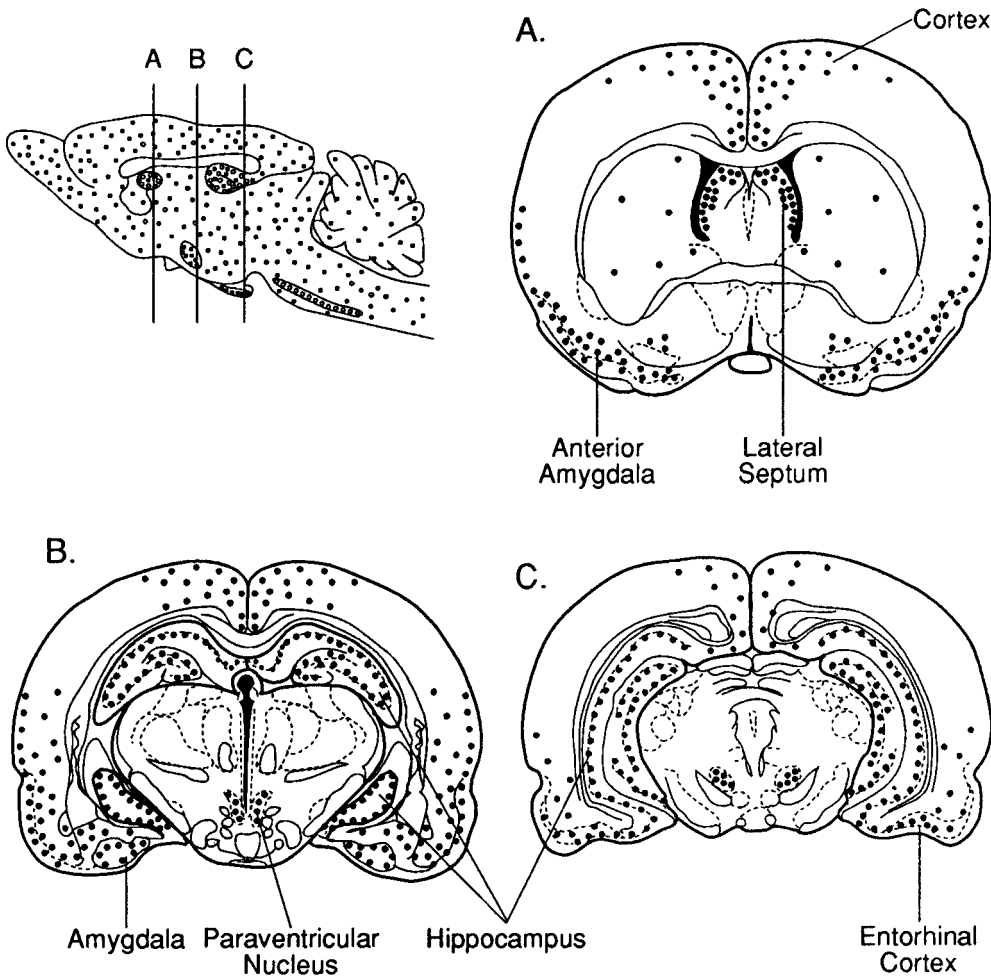 A B C
A.
Cortex
Anterior
Amygdala
Lateral
Septum
B.
C.
Amygdala
Paraventricular
Nucleus
Hippocampus
Entorhinal
Cortex